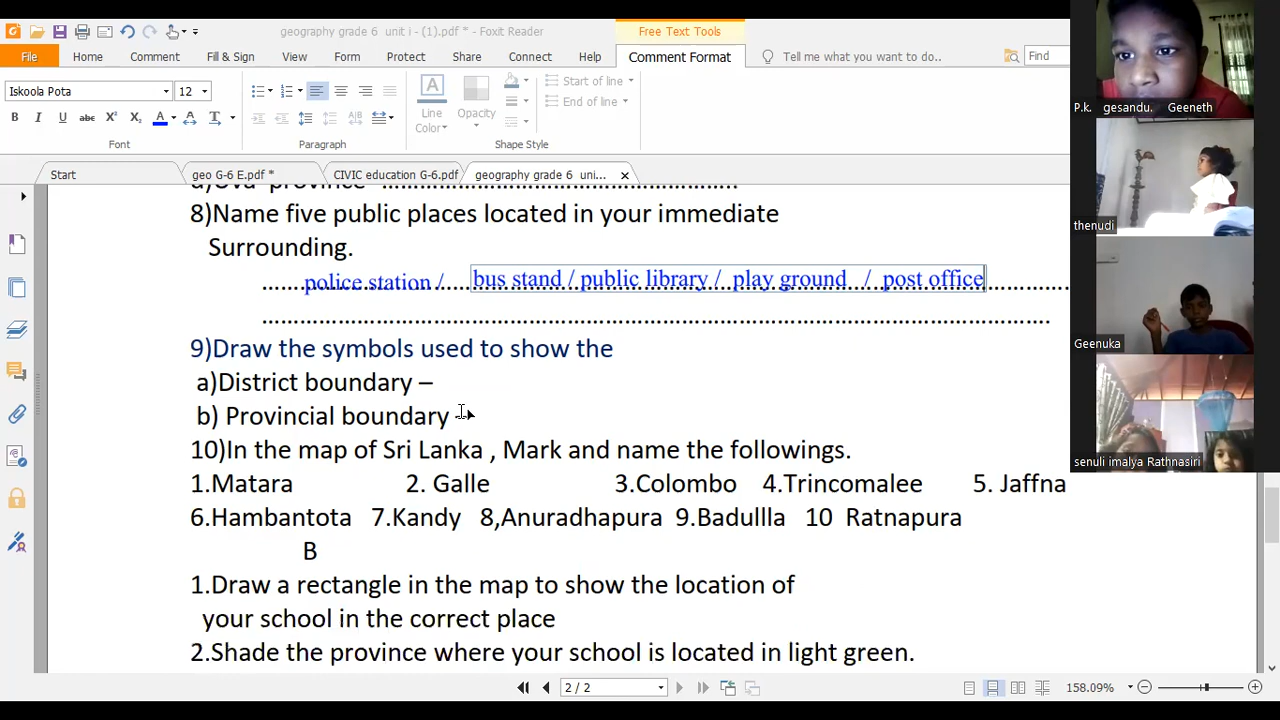 geography grade 6 unit i - (1).pdf * - Foxit Reader
Free Text Tools
File Home Comment Fill & Sign View Form Protect Share Connect Help Comment Format Tell me what you want to do.. Find
Iskoola Pota 12
Line Color Opacity
Start of line
End of line
Font Paragraph Shape Style
Start geo G-6 E.pdf * CIVIC education G-6.pdf geography grade 6 uni...
a)Uva province ................................................
8)Name five public places located in your immediate
Surrounding.
police station / bus stand / public library / play ground / post office
9)Draw the symbols used to show the
a)District boundary –
b) Provincial boundary -
10)In the map of Sri Lanka , Mark and name the followings.
1.Matara 2. Galle 3.Colombo 4.Trincomalee 5. Jaffna
6.Hambantota 7.Kandy 8,Anuradhapura 9.Badullla 10 Ratnapura
B
1.Draw a rectangle in the map to show the location of
your school in the correct place
2.Shade the province where your school is located in light green.
2 / 2 158.09%
P.k. gesandu. Geeneth
thenudi
Geenuka
senuli imalya Rathnasiri